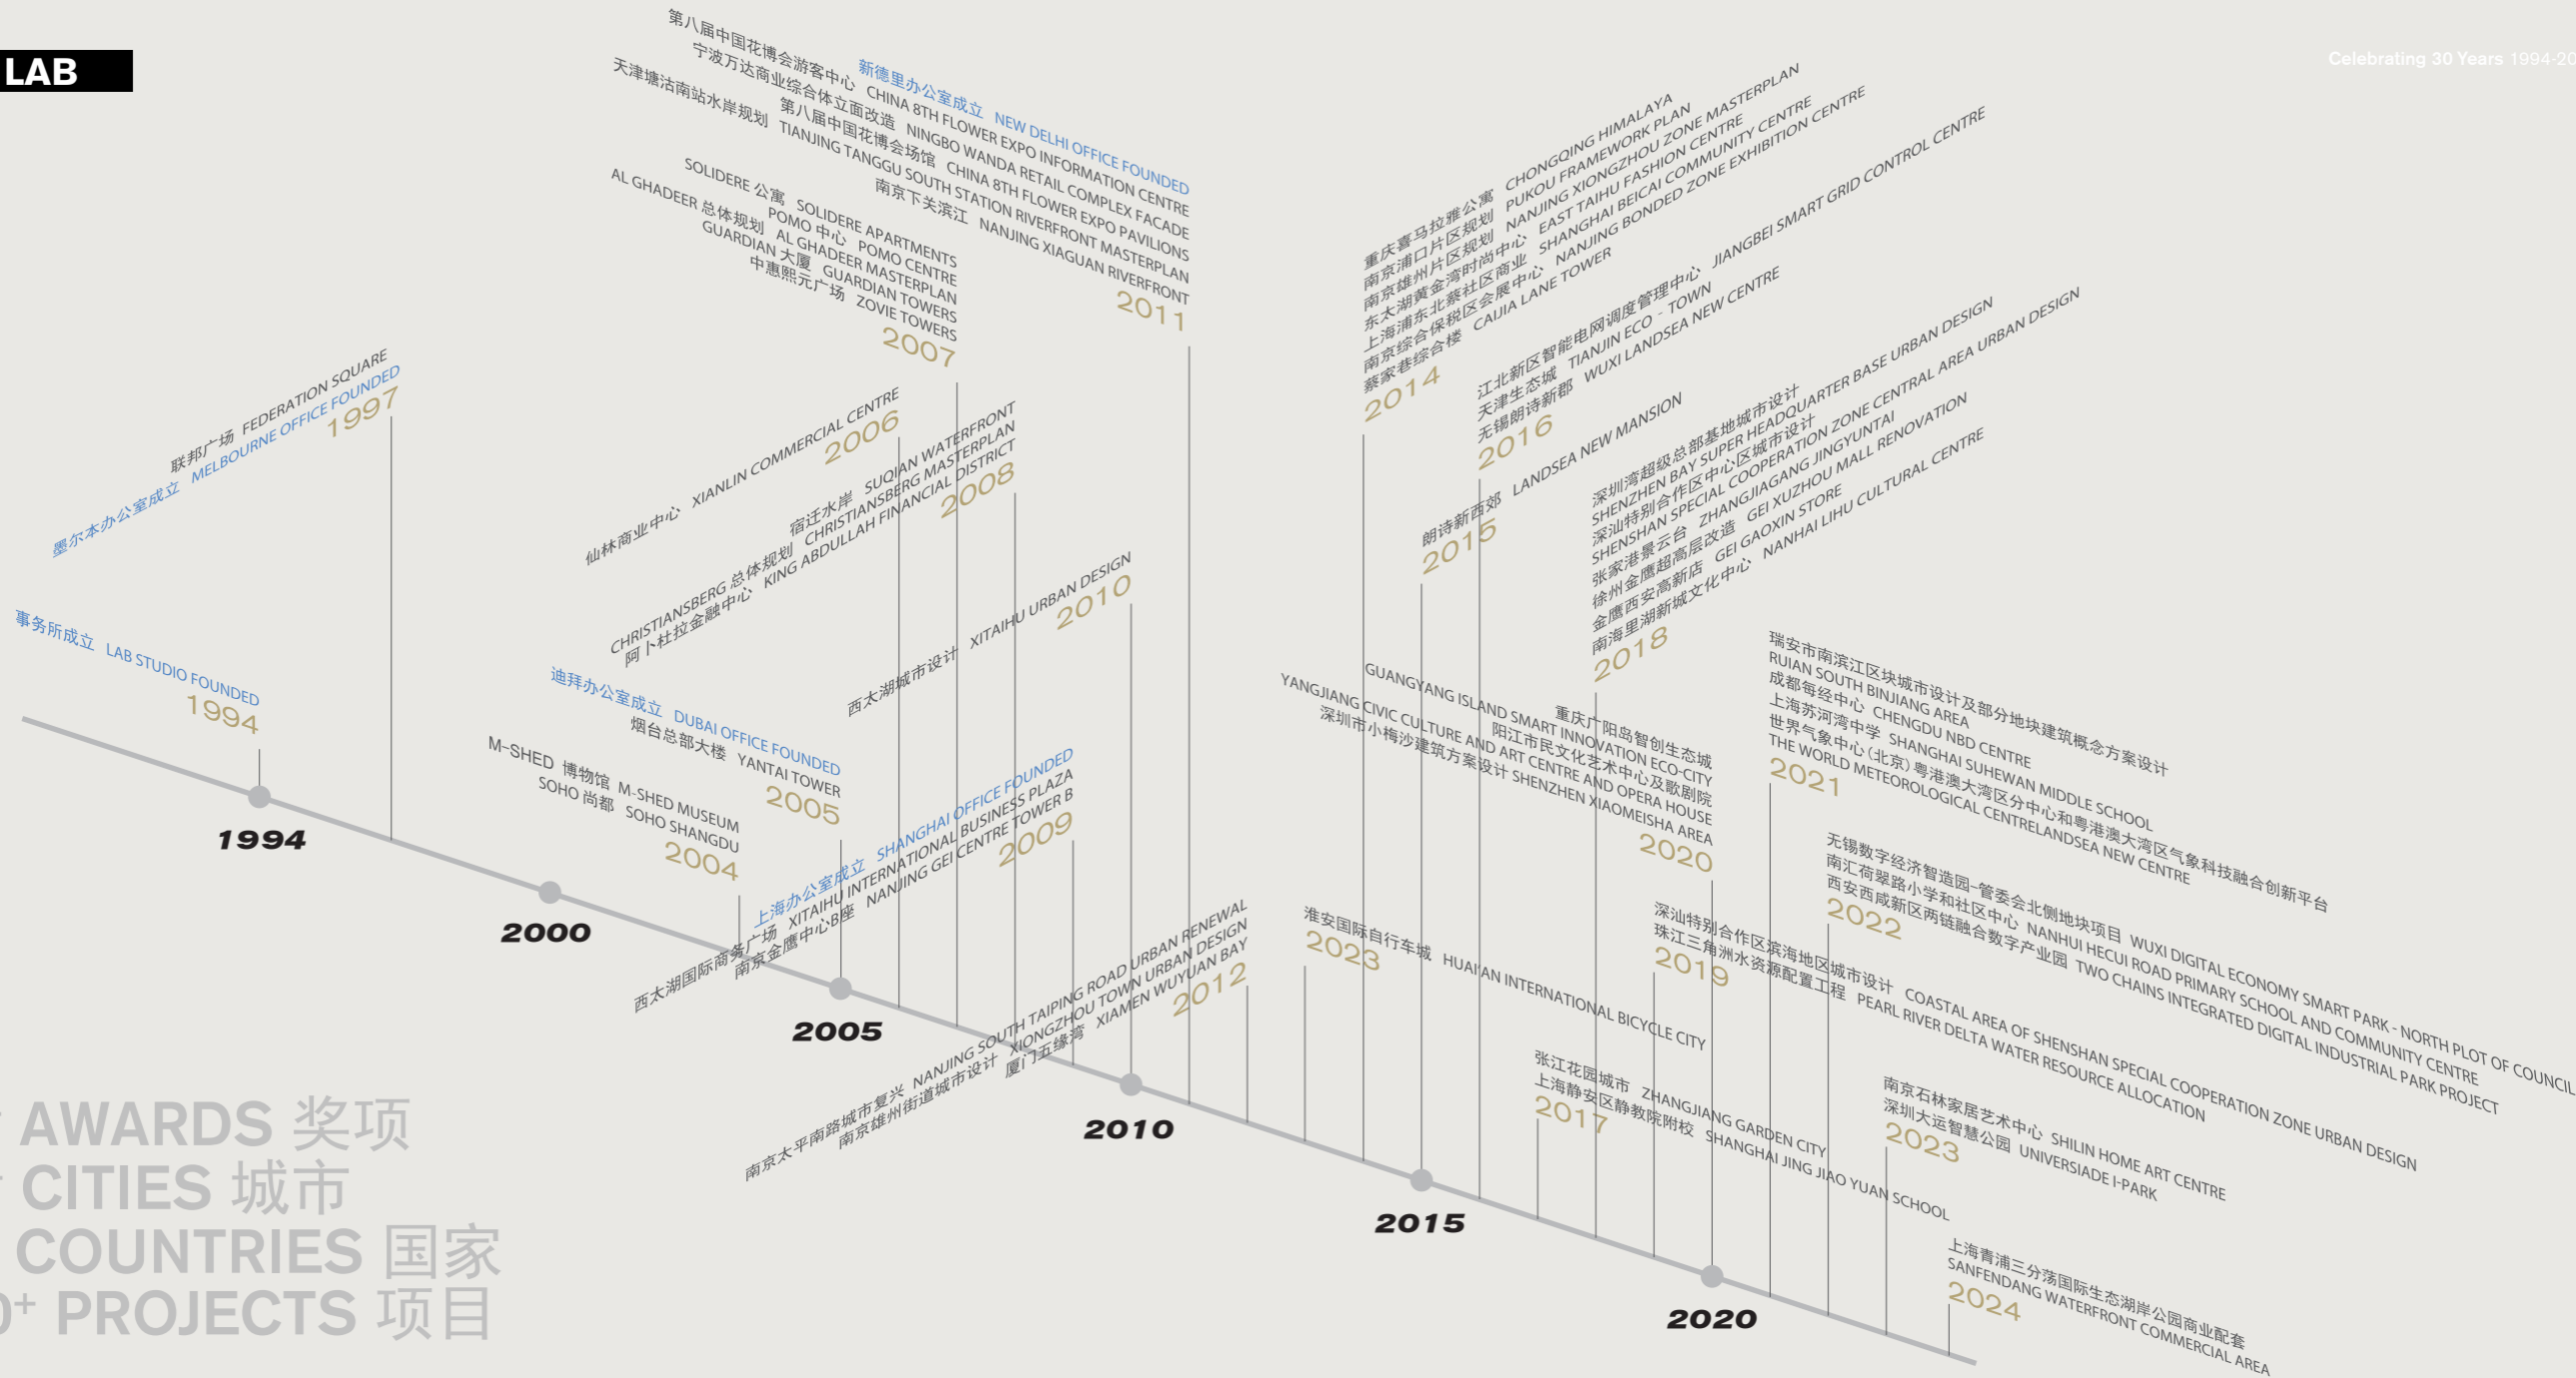 LAB
Celebrating 30 Years 1994-20
墨尔本办公室成立 MELBOURNE OFFICE FOUNDED
联邦广场 FEDERATION SQUARE
1997
事务所成立 LAB STUDIO FOUNDED
1994
新德里办公室成立 NEW DELHI OFFICE FOUNDED
第八届中国花博会游客中心 CHINA 8TH FLOWER EXPO INFORMATION CENTRE
宁波万达商业综合体立面改造 NINGBO WANDA RETAIL COMPLEX FACADE
第八届中国花博会场馆 CHINA 8TH FLOWER EXPO PAVILIONS
天津塘沽南站水岸规划 TIANJING TANGGU SOUTH STATION RIVERFRONT MASTERPLAN
南京下关滨江 NANJING XIAGUAN RIVERFRONT
2011
SOLIDERE 公寓 SOLIDERE APARTMENTS
POMO 中心 POMO CENTRE
AL GHADEER 总体规划 AL GHADEER MASTERPLAN
GUARDIAN 大厦 GUARDIAN TOWERS
中惠熙元广场 ZOVIE TOWERS
2007
仙林商业中心 XIANLIN COMMERCIAL CENTRE
2006
宿迁水岸 SUQIAN WATERFRONT
CHRISTIANSBERG 总体规划 CHRISTIANSBERG MASTERPLAN
阿卜杜拉金融中心 KING ABDULLAH FINANCIAL DISTRICT
2008
西太湖城市设计 XITAIHU URBAN DESIGN
2010
迪拜办公室成立 DUBAI OFFICE FOUNDED
烟台总部大楼 YANTAI TOWER
2005
M-SHED 博物馆 M-SHED MUSEUM
SOHO 尚都 SOHO SHANGDU
2004
上海办公室成立 SHANGHAI OFFICE FOUNDED
西太湖国际商务广场 XITAIHU INTERNATIONAL BUSINESS PLAZA
南京金鹰中心B座 NANJING GEI CENTRE TOWER B
2009
南京太平南路城市复兴 NANJING SOUTH TAIPING ROAD URBAN RENEWAL
南京雄州街道城市设计 XIONGZHOU TOWN URBAN DESIGN
厦门五缘湾 XIAMEN WUYUAN BAY
2012
重庆喜马拉雅公寓 CHONGQING HIMALAYA
南京浦口片区规划 PUKOU FRAMEWORK PLAN
南京雄州片区规划 NANJING XIONGZHOU ZONE MASTERPLAN
东太湖黄金湾时尚中心 EAST TAIHU FASHION CENTRE
上海浦东北蔡社区商业 SHANGHAI BEICAI COMMUNITY CENTRE
南京综合保税区会展中心 NANJING BONDED ZONE EXHIBITION CENTRE
蔡家巷综合楼 CAIJIA LANE TOWER
2014
江北新区智能电网调度管理中心 JIANGBEI SMART GRID CONTROL CENTRE
天津生态城 TIANJIN ECO - TOWN
无锡朗诗新郡 WUXI LANDSEA NEW CENTRE
2016
朗诗新西郊 LANDSEA NEW MANSION
2015
深圳湾超级总部基地城市设计
SHENZHEN BAY SUPER HEADQUARTER BASE URBAN DESIGN
深汕特别合作区中心区城市设计
SHENSHAN SPECIAL COOPERATION ZONE CENTRAL AREA URBAN DESIGN
张家港景云台 ZHANGJIAGANG JINGYUNTAI
徐州金鹰超高层改造 GEI XUZHOU MALL RENOVATION
金鹰西安高新店 GEI GAOXIN STORE
南海里湖新城文化中心 NANHAI LIHU CULTURAL CENTRE
2018
重庆广阳岛智创生态城
GUANGYANG ISLAND SMART INNOVATION ECO-CITY
阳江市民文化艺术中心及歌剧院
YANGJIANG CIVIC CULTURE AND ART CENTRE AND OPERA HOUSE
深圳市小梅沙建筑方案设计 SHENZHEN XIAOMEISHA AREA
2020
瑞安市南滨江区块城市设计及部分地块建筑概念方案设计
RUIAN SOUTH BINJIANG AREA
成都每经中心 CHENGDU NBD CENTRE
上海苏河湾中学 SHANGHAI SUHEWAN MIDDLE SCHOOL
世界气象中心(北京)粤港澳大湾区分中心和粤港澳大湾区气象科技融合创新平台
THE WORLD METEOROLOGICAL CENTRELANDSEA NEW CENTRE
2021
无锡数字经济智造园-管委会北侧地块项目 WUXI DIGITAL ECONOMY SMART PARK - NORTH PLOT OF COUNCIL
南汇荷翠路小学和社区中心 NANHUI HECUI ROAD PRIMARY SCHOOL AND COMMUNITY CENTRE
西安西咸新区两链融合数字产业园 TWO CHAINS INTEGRATED DIGITAL INDUSTRIAL PARK PROJECT
2022
淮安国际自行车城 HUAI'AN INTERNATIONAL BICYCLE CITY
2023
深汕特别合作区滨海地区城市设计 COASTAL AREA OF SHENSHAN SPECIAL COOPERATION ZONE URBAN DESIGN
珠江三角洲水资源配置工程 PEARL RIVER DELTA WATER RESOURCE ALLOCATION
2019
张江花园城市 ZHANGJIANG GARDEN CITY
上海静安区静教院附校 SHANGHAI JING JIAO YUAN SCHOOL
2017
南京石林家居艺术中心 SHILIN HOME ART CENTRE
深圳大运智慧公园 UNIVERSIADE I-PARK
2023
上海青浦三分荡国际生态湖岸公园商业配套
SANFENDANG WATERFRONT COMMERCIAL AREA
2024
1994
2000
2005
2010
2015
2020
AWARDS 奖项
CITIES 城市
COUNTRIES 国家
0+ PROJECTS 项目